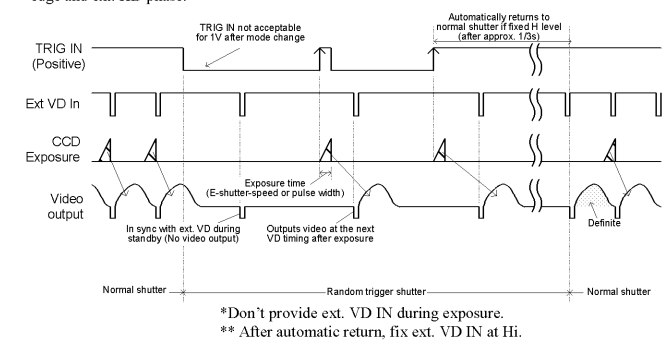 Automatically returns to
normal shutter if fixed H level
(after approx. 1/3s)
TRIG IN not acceptable
for 1V after mode change
TRIG IN
(Positive)
Ext VD In
CCD
Exposure
Exposure time
(E-shutter-speed or pulse width)
Video
output
In sync with ext. VD during
standby (No video output)
Outputs video at the next
VD timing after exposure
Definite
Normal shutter
Random trigger shutter
Normal shutter
*Don't provide ext. VD IN during exposure.
** After automatic return, fix ext. VD IN at Hi.